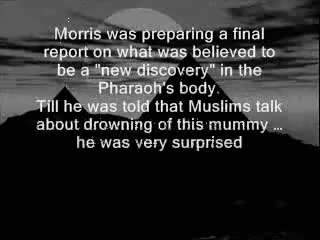 Morris was preparing a final
report on what was believed to
be a "new discovery" in the
Pharaoh's body.
Till he was told that Muslims talk
about drowning of this mummy ...
he was very surprised